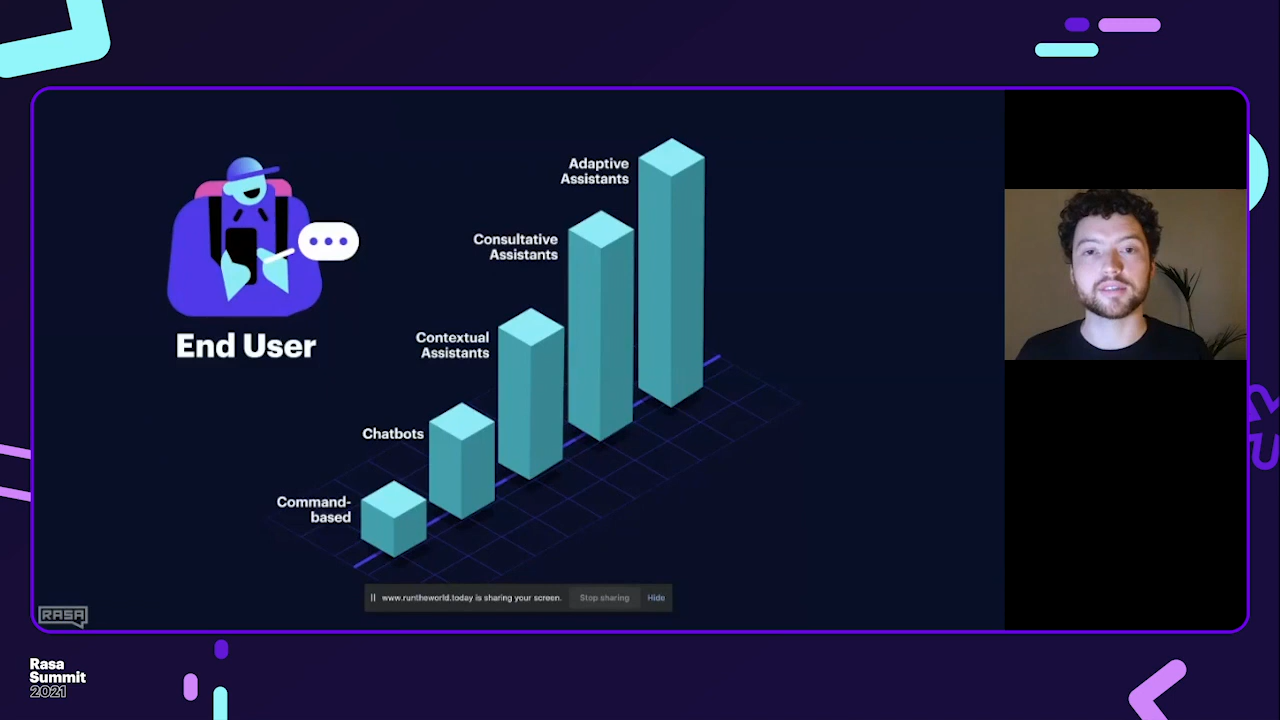 Adaptive
Assistants
Consultative
Assistants
End User
Contextual
Assistants
Chatbots
Command-
based
www.runtheworld.today is sharing your screen.
Stop sharing
Hide
RASA
Rasa
Summit
2021